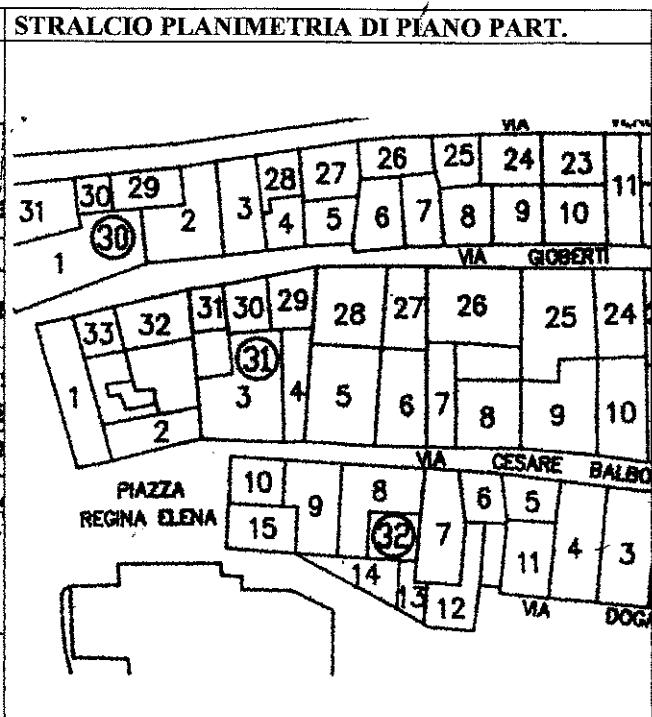 STRALCIO PLANIMETRIA DI PIANO PART.
VIA
31 30 29 2 3 28 27 26 25 24 23 11
1 30 4 5 6 7 8 9 10
VIA GIOBERTI
33 32 31 30 29 28 27 26 25 24
1 2 31 3 4 5 6 7 8 9 10
VIA CESARE BALBO
PIAZZA
REGINA ELENA
10 9 8 7 6 5 4 3
15 32 11
14 13 12
VIA DOGA